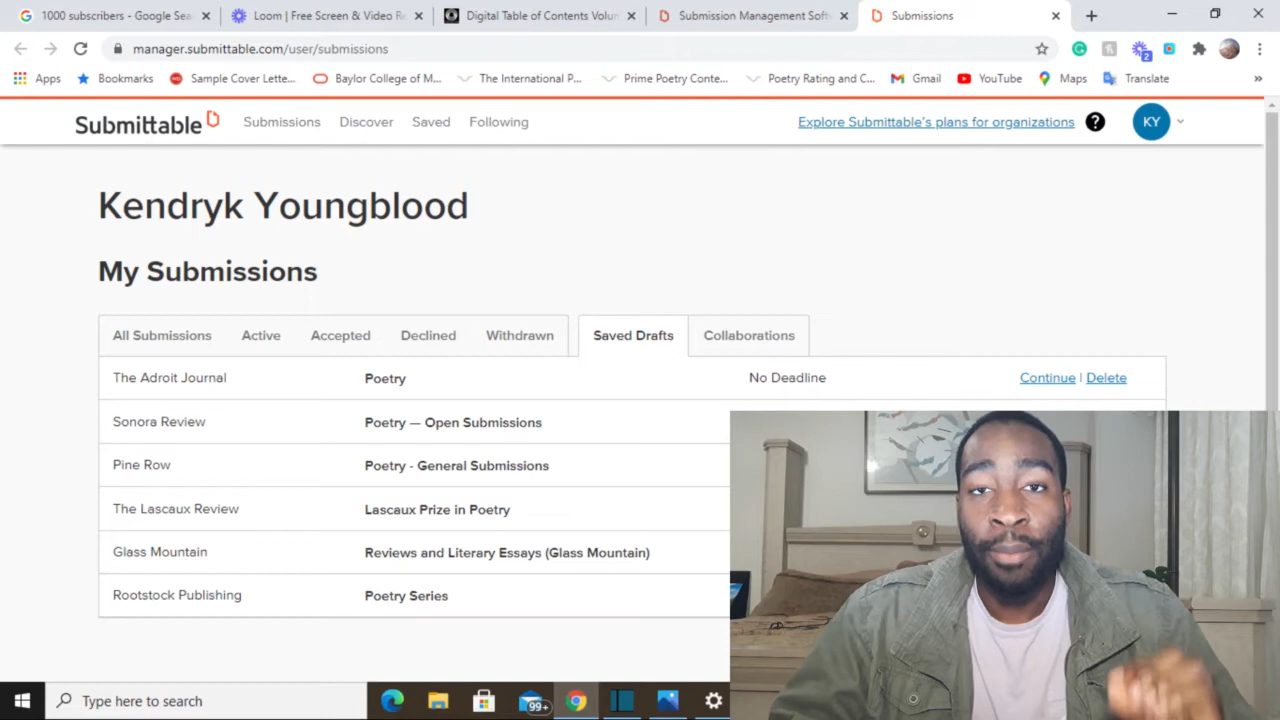 1000 subscribers - Google Sea
Loom | Free Screen & Video R
Digital Table of Contents Volun
Submission Management Soft
Submissions
manager.submittable.com/user/submissions
2
Apps
Bookmarks
Sample Cover Lette...
Baylor College of M...
The International P...
Prime Poetry Conte...
Poetry Rating and C...
Gmail
YouTube
Maps
Translate
»
Submittable
Submissions
Discover
Saved
Following
Explore Submittable's plans for organizations
?
KY
Kendryk Youngblood
My Submissions
All Submissions
Active
Accepted
Declined
Withdrawn
Saved Drafts
Collaborations
The Adroit Journal Poetry No Deadline Continue | Delete
Sonora Review Poetry — Open Submissions
Pine Row Poetry - General Submissions
The Lascaux Review Lascaux Prize in Poetry
Glass Mountain Reviews and Literary Essays (Glass Mountain)
Rootstock Publishing Poetry Series
Type here to search
99+